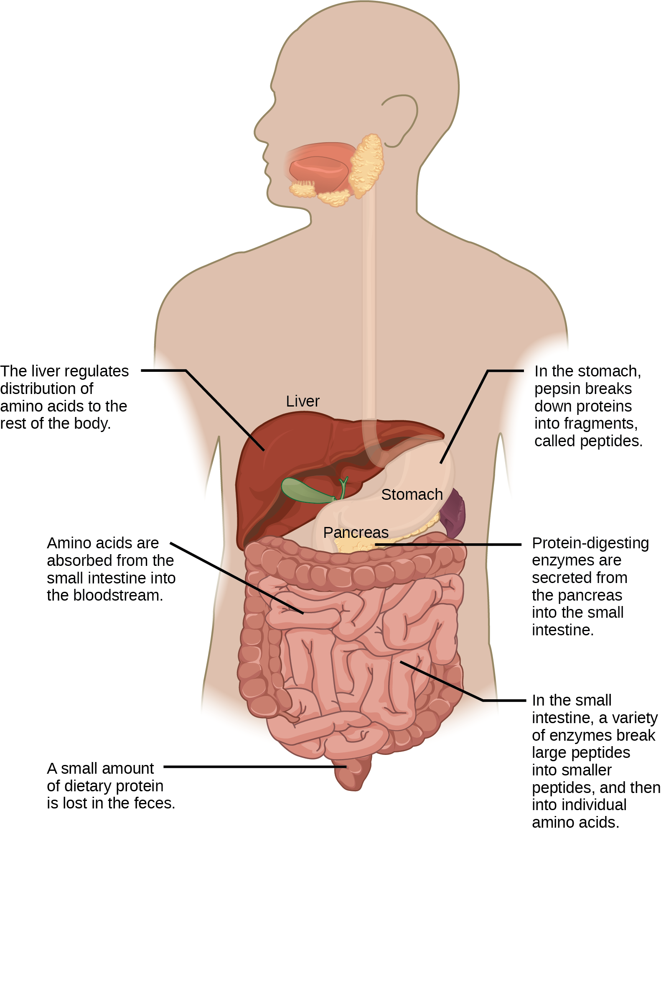 The liver regulates
distribution of
amino acids to the
rest of the body.
In the stomach,
pepsin breaks
down proteins
into fragments,
called peptides.
Liver
Stomach
Pancreas
Amino acids are
absorbed from the
small intestine into
the bloodstream.
Protein-digesting
enzymes are
secreted from
the pancreas
into the small
intestine.
In the small
intestine, a variety
of enzymes break
large peptides
into smaller
peptides, and then
into individual
amino acids.
A small amount
of dietary protein
is lost in the feces.